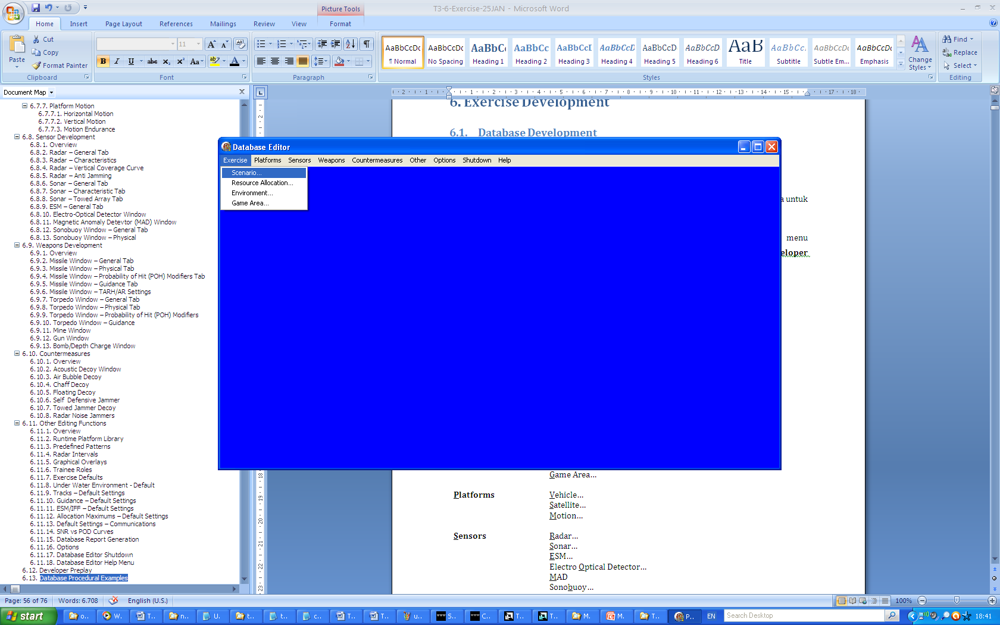 T3-6-Exercise-25JAN - Microsoft Word
Picture Tools
Home Insert Page Layout References Mailings Review View Format
Paste
Cut
Copy
Format Painter
Clipboard
11
Font
Paragraph
AaBbCcDc AaBbCcDc AaBbC( AaBbCc AaBbCcI AaBbCcD AaBbCcD AaBbCcD AaB AaBbCc. AaBbCcDc AaBbCcDc
¶ Normal No Spacing Heading 1 Heading 2 Heading 3 Heading 4 Heading 5 Heading 6 Title Subtitle Subtle Em... Emphasis
Change Styles
Styles
Find
Replace
Select
Editing
Document Map
6.7.7. Platform Motion
6.7.7.1. Horizontal Motion
6.7.7.2. Vertical Motion
6.7.7.3. Motion Endurance
6.8. Sensor Development
6.8.1. Overview
6.8.2. Radar – General Tab
6.8.3. Radar – Characteristics
6.8.4. Radar – Vertical Coverage Curve
6.8.5. Radar – Anti Jamming
6.8.6. Sonar – General Tab
6.8.7. Sonar – Characteristic Tab
6.8.8. Sonar – Towed Array Tab
6.8.9. ESM – General Tab
6.8.10. Electro-Optical Detector Window
6.8.11. Magnetic Anomaly Detevtor (MAD) Window
6.8.12. Sonobuoy Window – General Tab
6.8.13. Sonobuoy Window – Physical
6.9. Weapons Development
6.9.1. Overview
6.9.2. Missile Window – General Tab
6.9.3. Missile Window – Physical Tab
6.9.4. Missile Window – Probability of Hit (POH) Modifiers Tab
6.9.5. Missile Window – Guidance Tab
6.9.6. Missile Window – TARH/AR Settings
6.9.7. Torpedo Window – General Tab
6.9.8. Torpedo Window – Physical Tab
6.9.9. Torpedo Window – Probability of Hit (POH) Modifiers
6.9.10. Torpedo Window – Guidance
6.9.11. Mine Window
6.9.12. Gun Window
6.9.13. Bomb/Depth Charge Window
6.10. Countermeasures
6.10.1. Overview
6.10.2. Acoustic Decoy Window
6.10.3. Air Bubble Decoy
6.10.4. Chaff Decoy
6.10.5. Floating Decoy
6.10.6. Self Defensive Jammer
6.10.7. Towed Jammer Decoy
6.10.8. Radar Noise Jammers
6.11. Other Editing Functions
6.11.1. Overview
6.11.2. Runtime Platform Library
6.11.3. Predefined Patterns
6.11.4. Radar Intervals
6.11.5. Graphical Overlays
6.11.6. Trainee Roles
6.11.7. Exercise Defaults
6.11.8. Under Water Environment - Default
6.11.9. Tracks – Default Settings
6.11.10. Guidance – Default Settings
6.11.11. ESM/IFF – Default Settings
6.11.12. Allocation Maximums – Default Settings
6.11.13. Default Settings – Communications
6.11.14. SNR vs POD Curves
6.11.15. Database Report Generation
6.11.16. Options
6.11.17. Database Editor Shutdown
6.11.18. Database Editor Help Menu
6.12. Developer Preplay
6.13. Database Procedural Examples
6. Exercise Development
6.1. Database Development
Database Editor
Exercise Platforms Sensors Weapons Countermeasures Other Options Shutdown Help
Scenario...
Resource Allocation...
Environment...
Game Area...
untuk
menu
eloper
Game Area...
Platforms Vehicle...
Satellite...
Motion...
Sensors Radar...
Sonar...
ESM...
Electro Optical Detector...
MAD
Sonobuoy...
Page: 56 of 76 Words: 6.708 English (U.S.) 100%
start o... W. T... n... U. t... t... c... T... T... u... S.. C... T... T... M. M. T... P.. EN Search Desktop 18:41